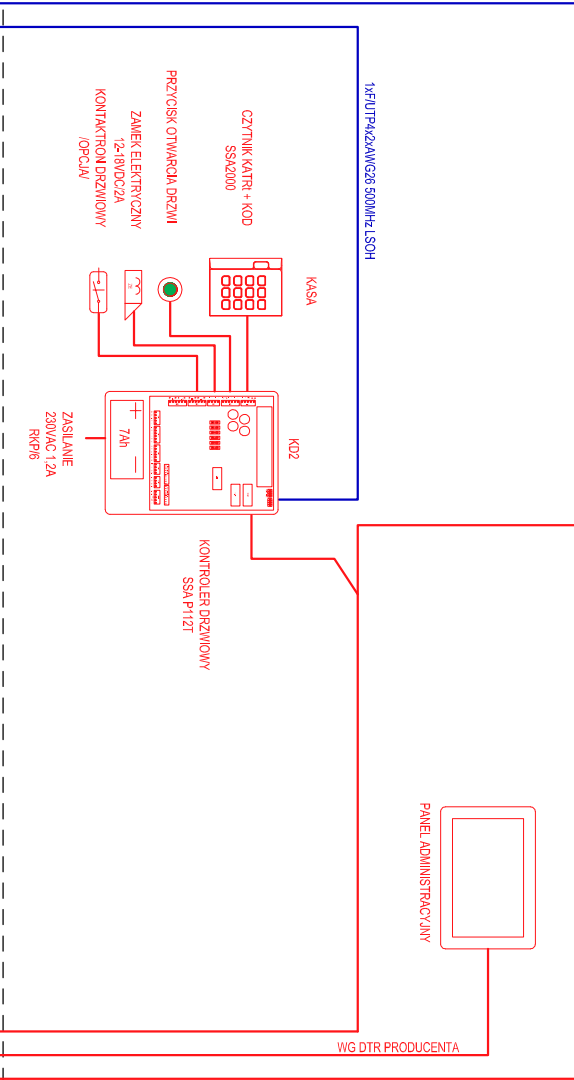 1xF/UTP4x2xAWG26 500MHz LSOH
PRZYCISK OTWARCIA DRZWI
ZAMEK ELEKTRYCZNY
12-18VDC/2A
KONTAKTRON DRZWIOWY
/OPCJA/
CZYTNIK KATRt + KOD
SSA2000
KASA
KD2
+ 7Ah -
ZASILANIE
230VAC 1,2A
RKP/6
KONTROLER DRZWIOWY
SSA P112T
PANEL ADMINISTRACYJNY
WG DTR PRODUCENTA